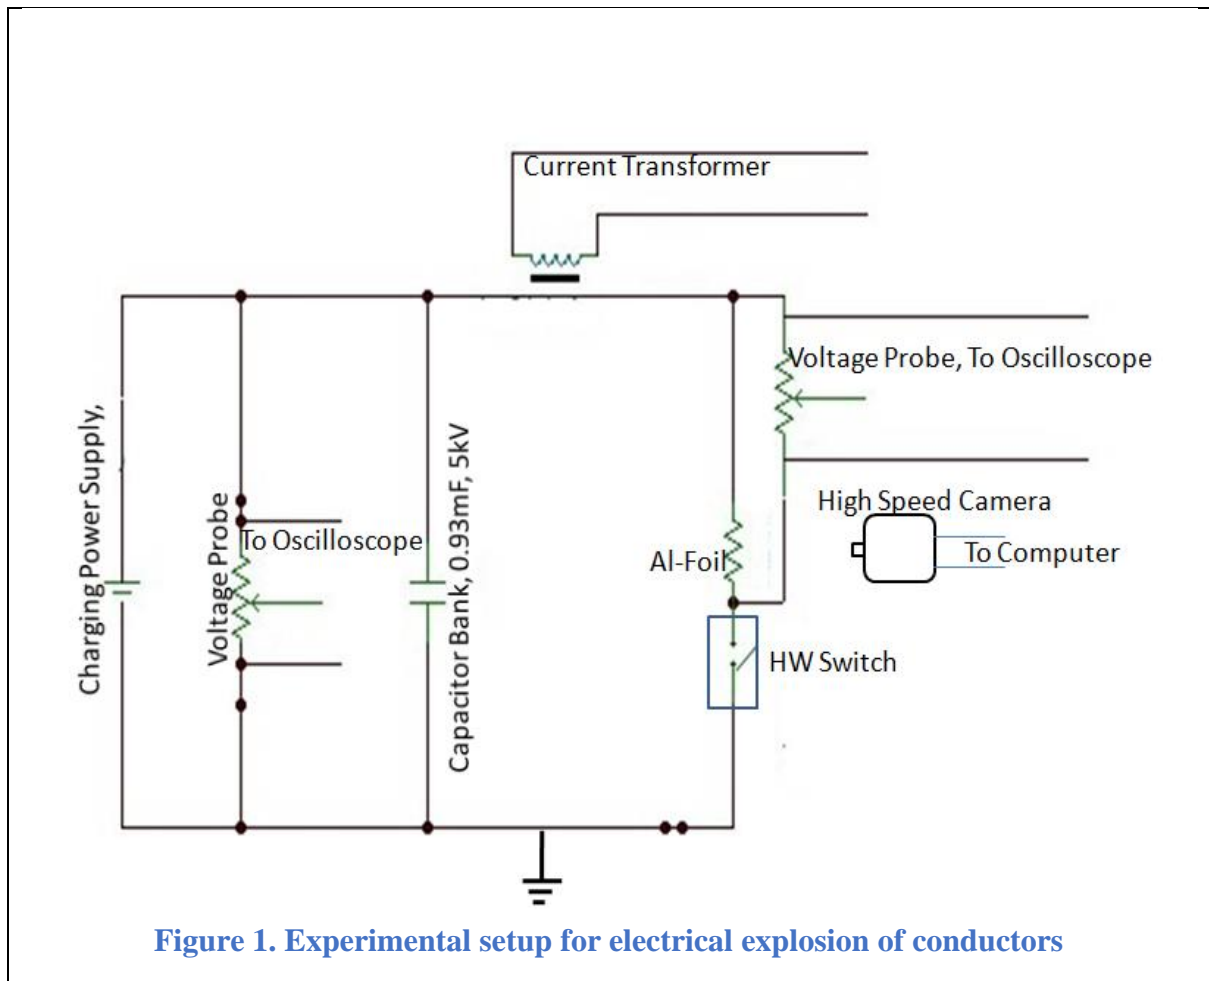 Current Transformer
Voltage Probe, To Oscilloscope
Charging Power Supply,
Voltage Probe
To Oscilloscope
Capacitor Bank, 0.93mF, 5kV
High Speed Camera
To Computer
Al-Foil
HW Switch
Figure 1. Experimental setup for electrical explosion of conductors